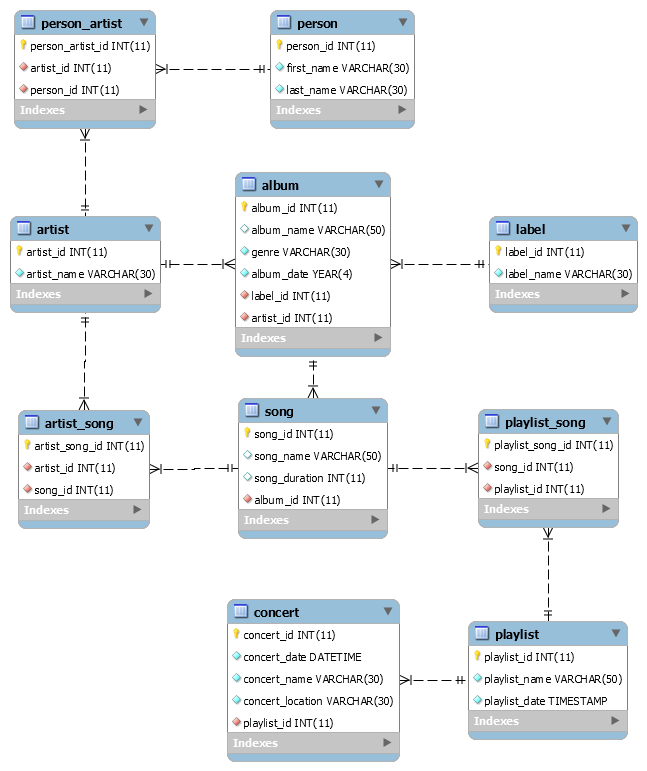 person_artist
person_artist_id INT(11)
artist_id INT(11)
person_id INT(11)
Indexes
person
person_id INT(11)
first_name VARCHAR(30)
last_name VARCHAR(30)
Indexes
artist
artist_id INT(11)
artist_name VARCHAR(30)
Indexes
album
album_id INT(11)
album_name VARCHAR(50)
genre VARCHAR(30)
album_date YEAR(4)
label_id INT(11)
artist_id INT(11)
Indexes
label
label_id INT(11)
label_name VARCHAR(30)
Indexes
artist_song
artist_song_id INT(11)
artist_id INT(11)
song_id INT(11)
Indexes
song
song_id INT(11)
song_name VARCHAR(50)
song_duration INT(11)
album_id INT(11)
Indexes
playlist_song
playlist_song_id INT(11)
song_id INT(11)
playlist_id INT(11)
Indexes
concert
concert_id INT(11)
concert_date DATETIME
concert_name VARCHAR(30)
concert_location VARCHAR(30)
playlist_id INT(11)
Indexes
playlist
playlist_id INT(11)
playlist_name VARCHAR(50)
playlist_date TIMESTAMP
Indexes